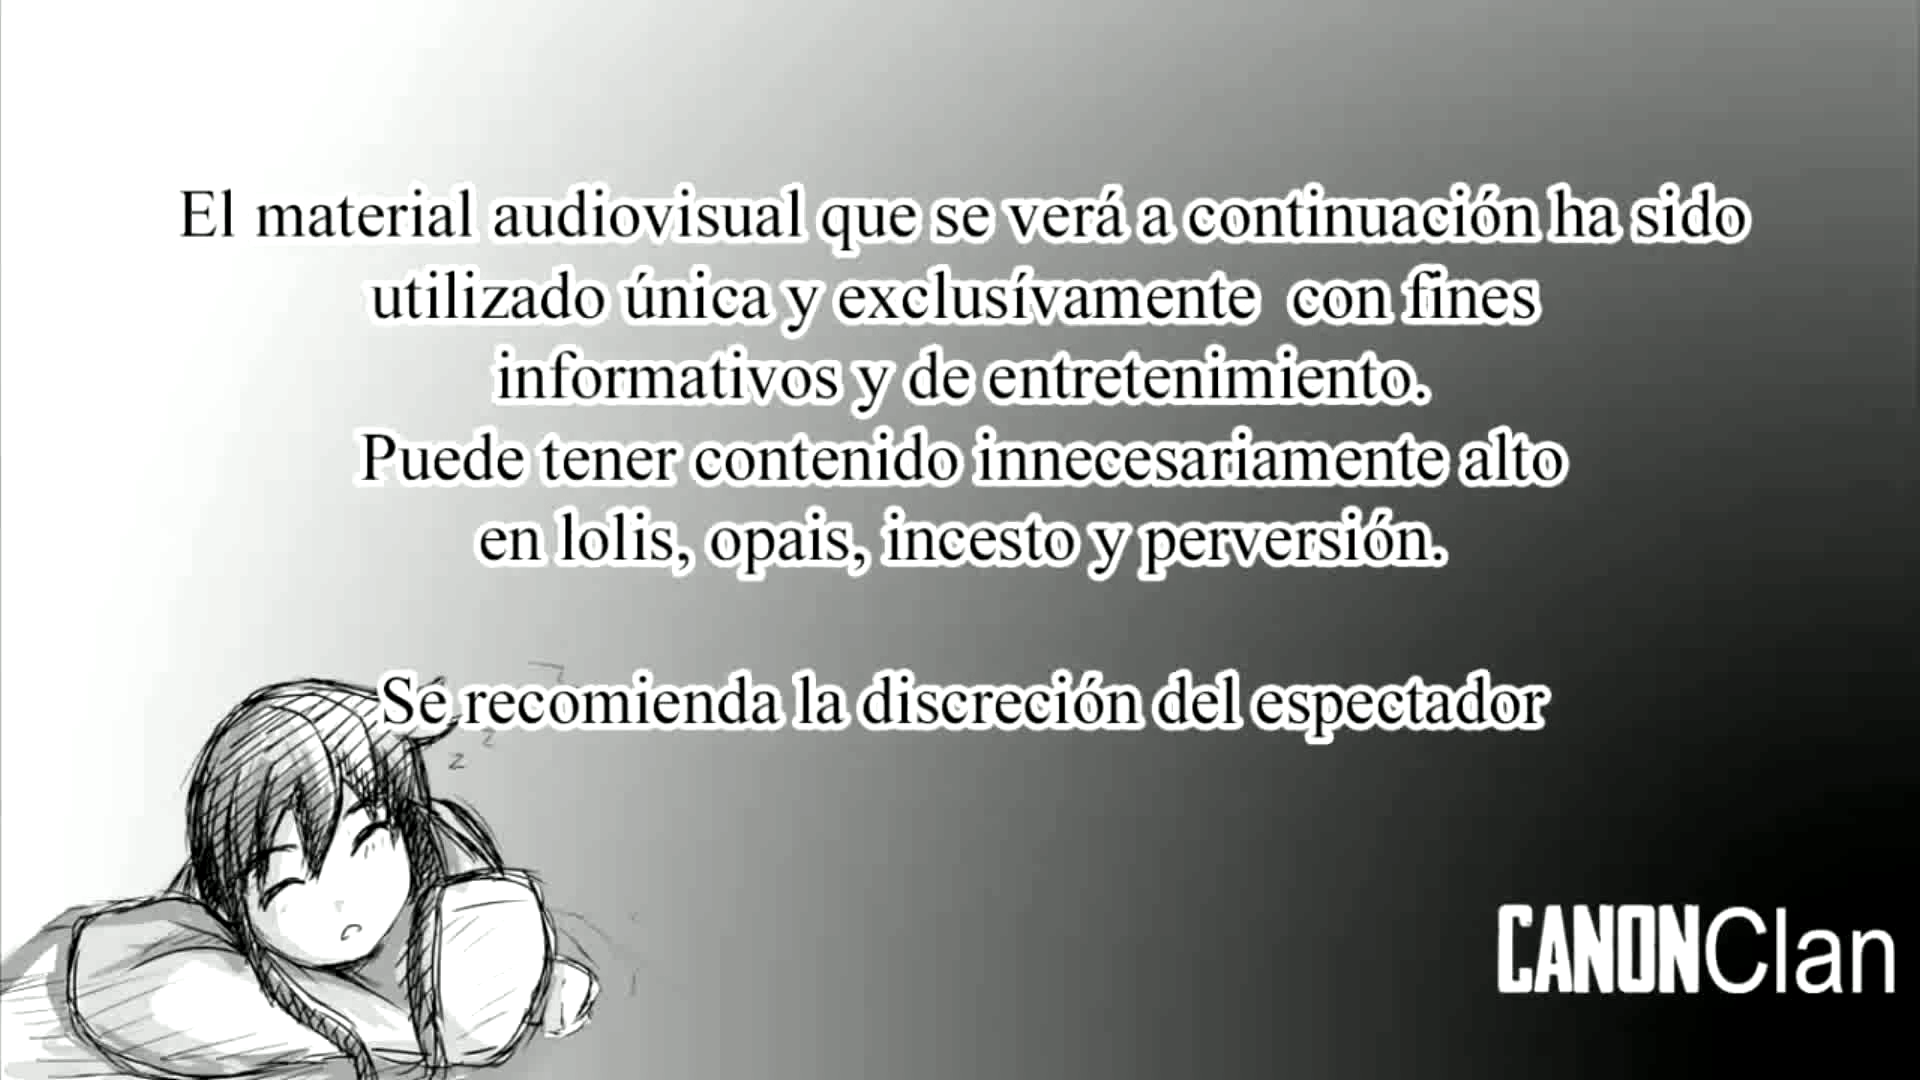 El material audiovisual que se verá a continuación ha sido
utilizado única y exclusívamente con fines
informativos y de entretenimiento.
Puede tener contenido innecesariamente alto
en lolis, opais, incesto y perversión.
Se recomienda la discreción del espectador
z
z
z
CANONClan